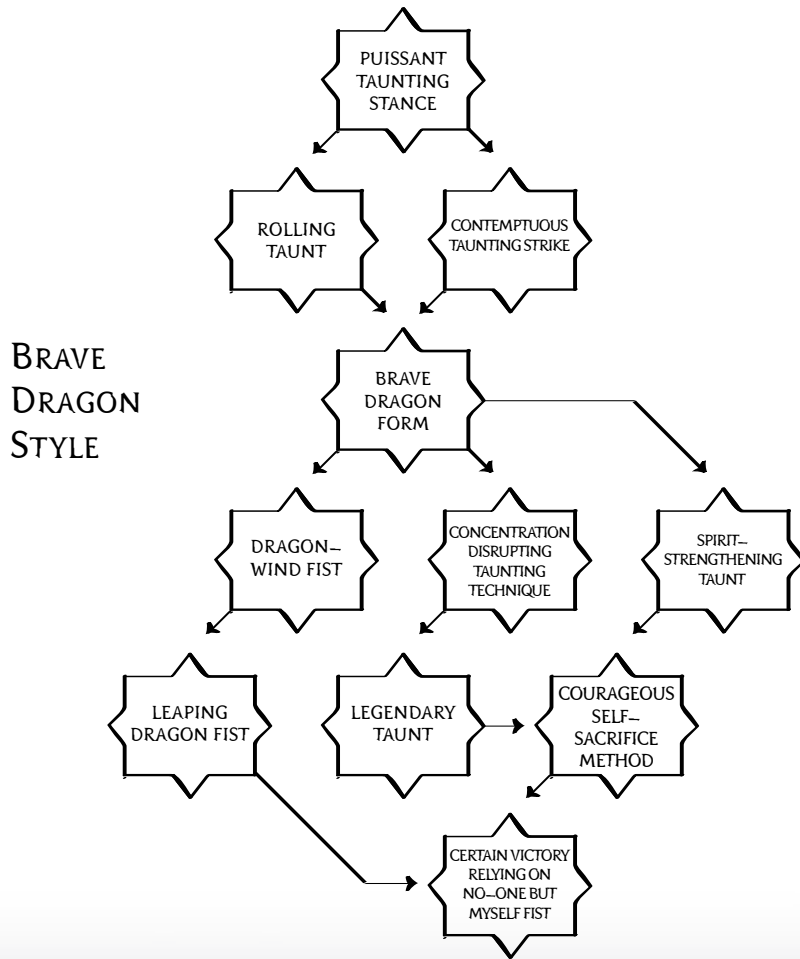 PUISSANT
TAUNTING
STANCE
ROLLING
TAUNT
CONTEMPTUOUS
TAUNTING STRIKE
BRAVE
DRAGON
STYLE
BRAVE
DRAGON
FORM
DRAGON–
WIND FIST
CONCENTRATION
DISRUPTING
TAUNTING
TECHNIQUE
SPIRIT–
STRENGTHENING
TAUNT
LEAPING
DRAGON FIST
LEGENDARY
TAUNT
COURAGEOUS
SELF–
SACRIFICE
METHOD
CERTAIN VICTORY
RELYING ON
NO–ONE BUT
MYSELF FIST